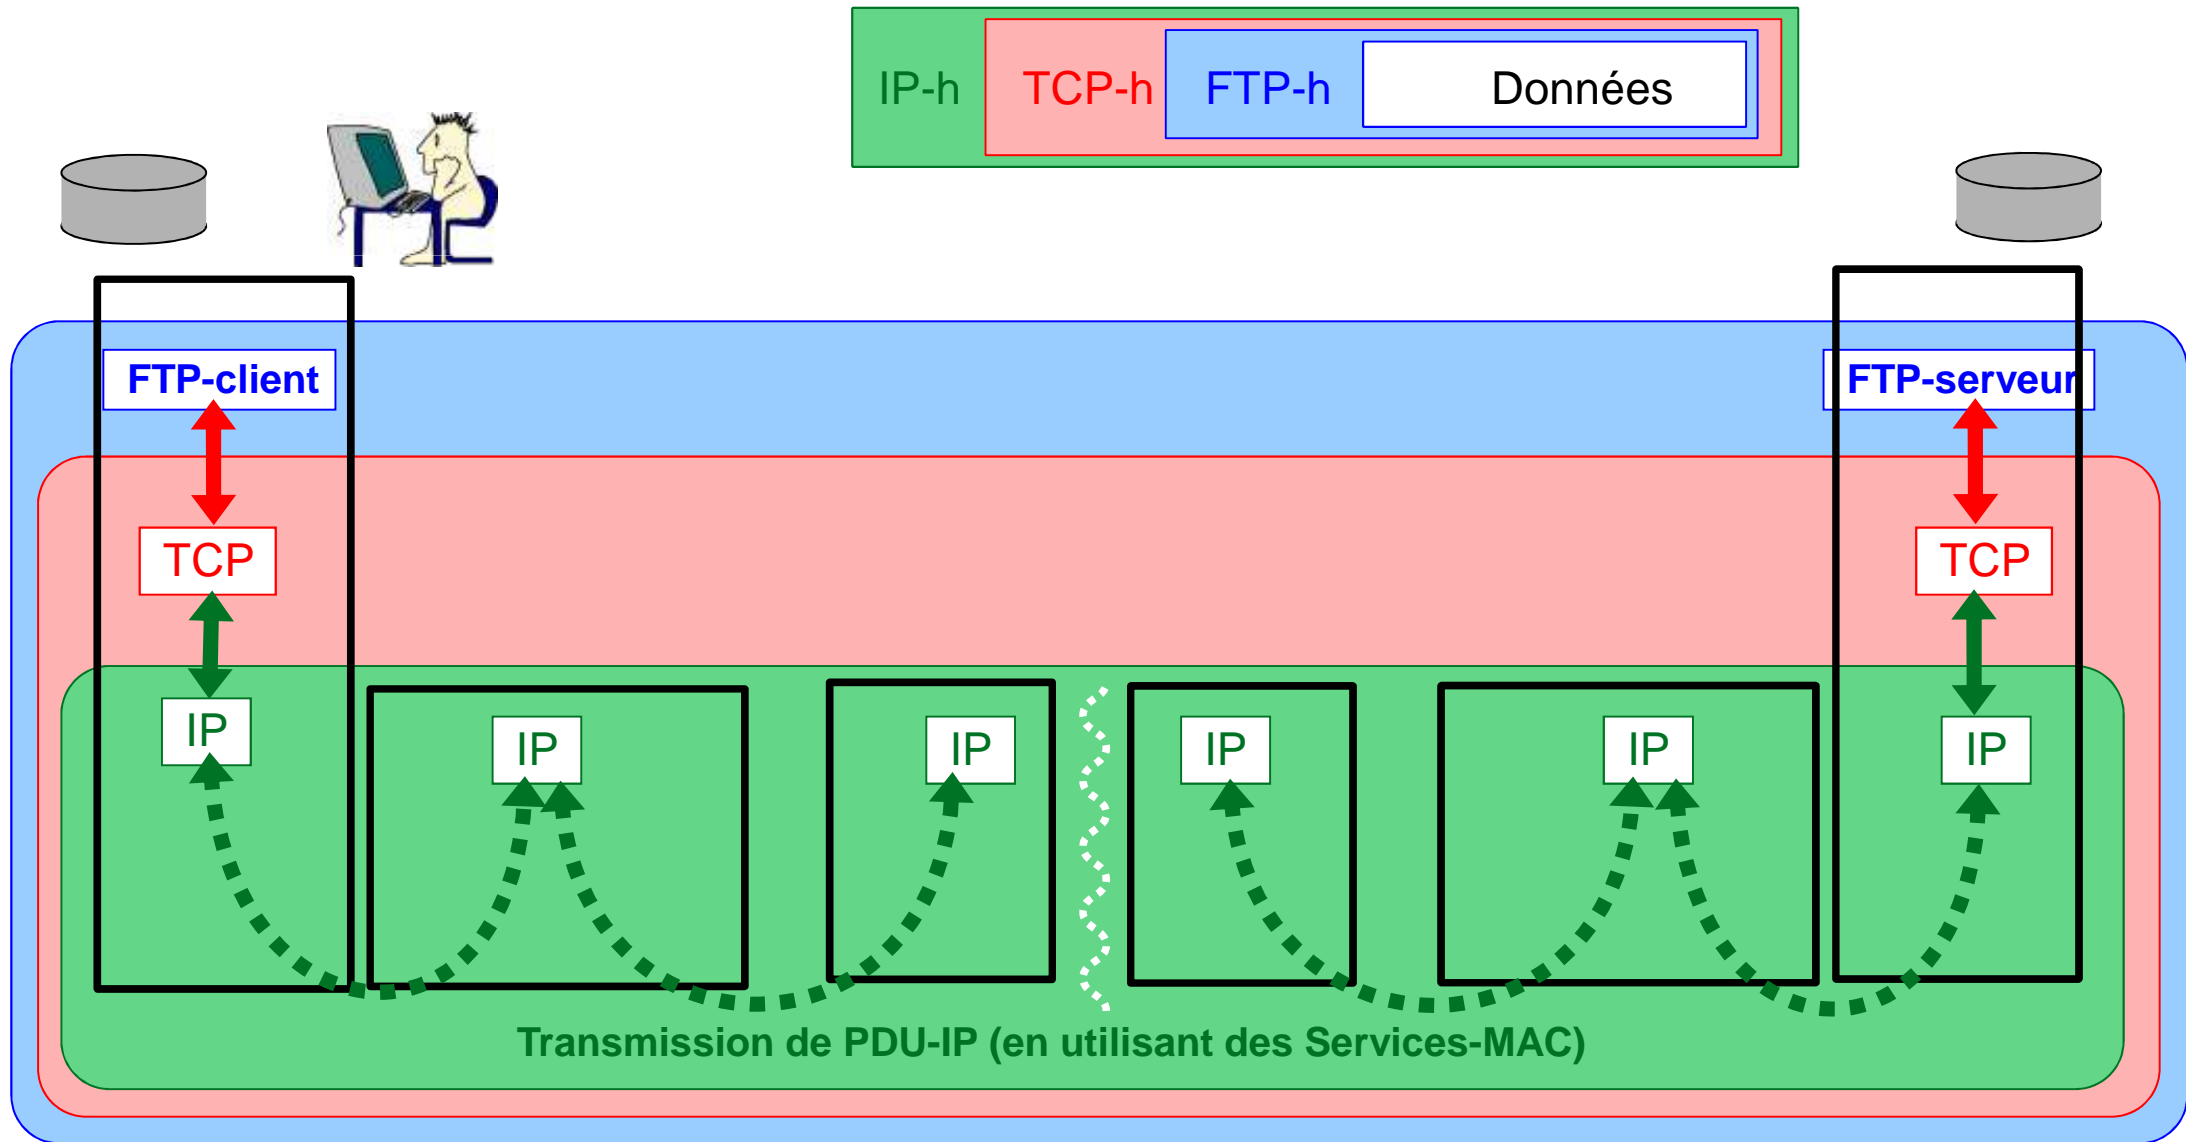 IP-h TCP-h FTP-h Données
FTP-client FTP-serveur
TCP TCP
IP IP IP IP IP IP
Transmission de PDU-IP (en utilisant des Services-MAC)